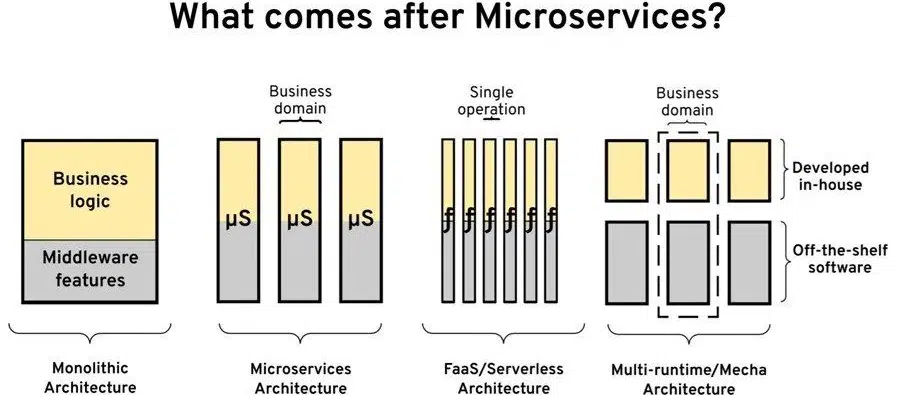 What comes after Microservices?
Business
domain
Single
operation
Business
domain
Business
logic
Middleware
features
µS
µS
µS
f
f
f
f
f
f
Developed
in-house
Off-the-shelf
software
Monolithic
Architecture
Microservices
Architecture
FaaS/Serverless
Architecture
Multi-runtime/Mecha
Architecture